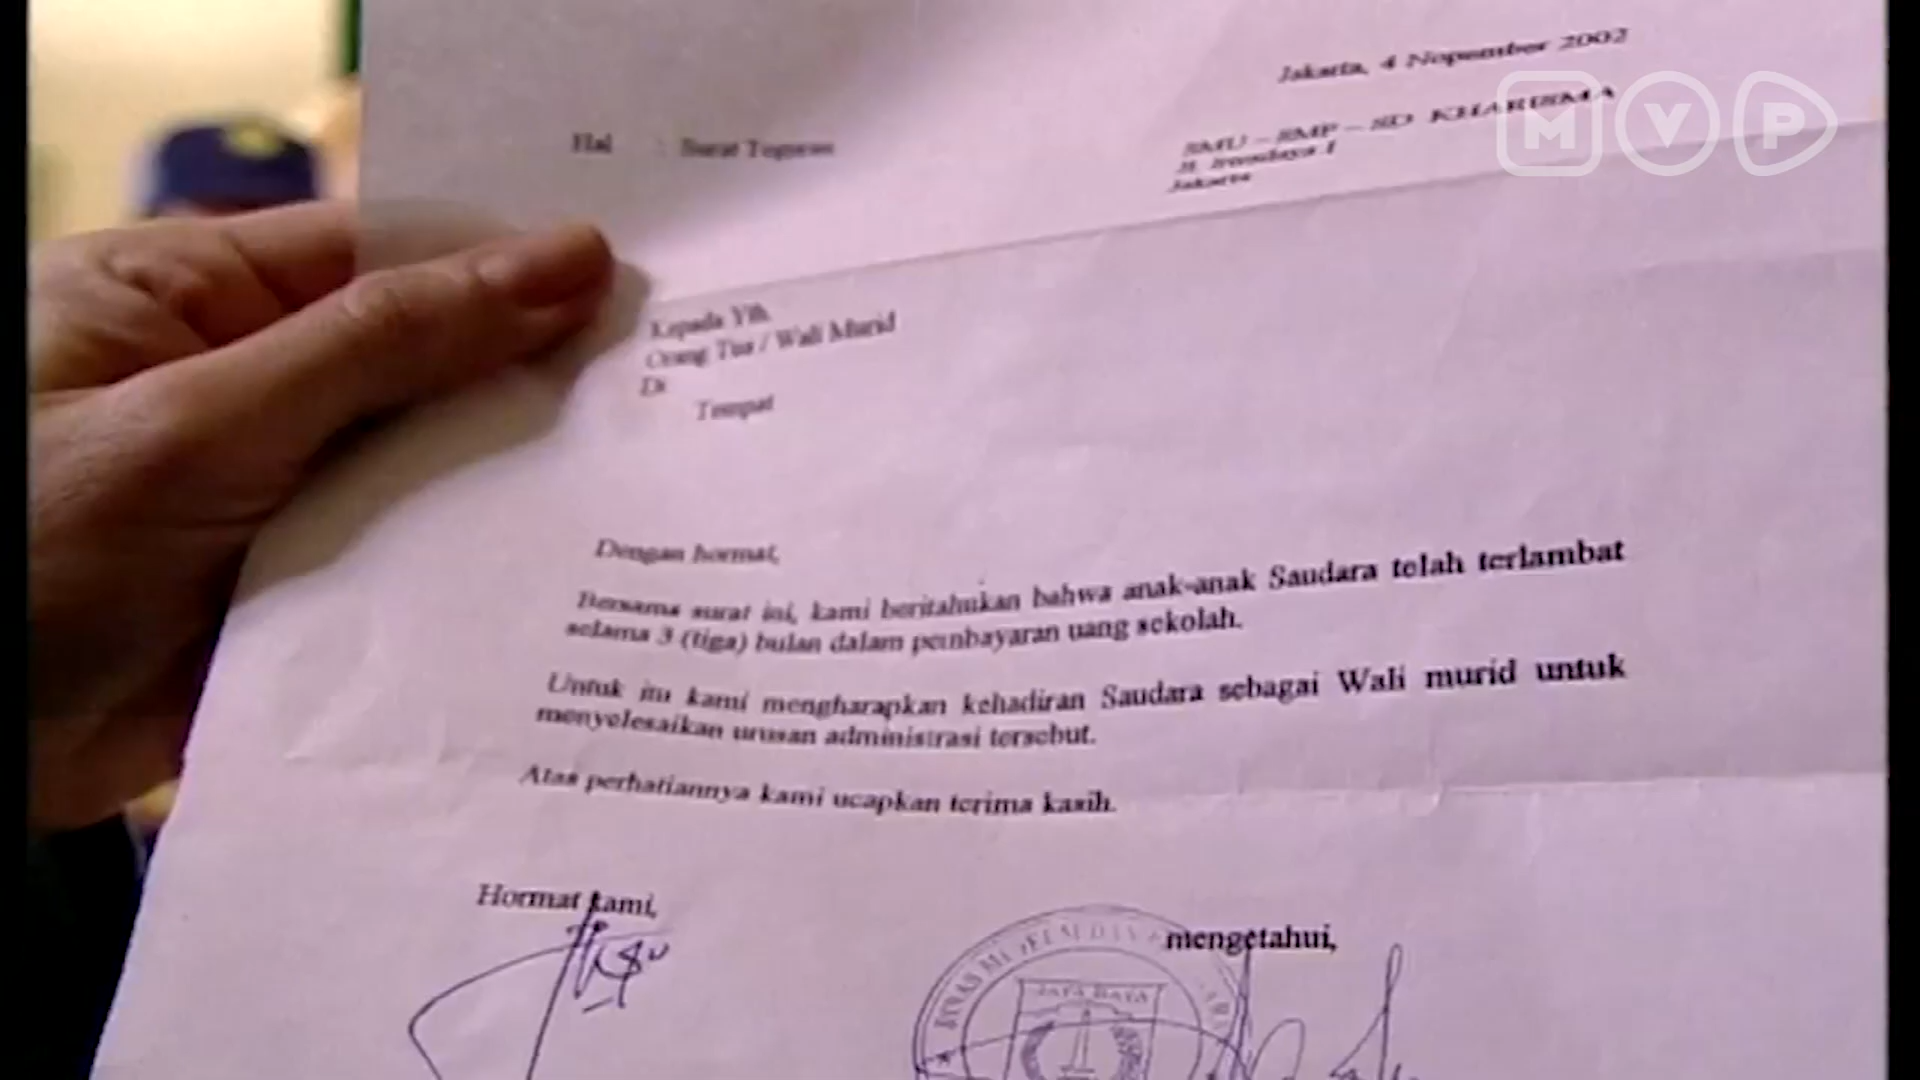 Jakarta, 4 Nopember 2002
MVP
Hal : Surat Teguran
SMU – SMP – SD KHARISMA
Jl. Irosudaya I
Jakarta
Kepada Yth.
Orang Tua / Wali Murid
Di
Tempat
Dengan hormat,
Bersama surat ini, kami beritahukan bahwa anak-anak Saudara telah terlambat
selama 3 (tiga) bulan dalam pembayaran uang sekolah.
Untuk itu kami mengharapkan kehadiran Saudara sebagai Wali murid untuk
menyelesaikan urusan administrasi tersebut.
Atas perhatiannya kami ucapkan terima kasih.
Hormat kami,
mengetahui,
JAYA RAYA